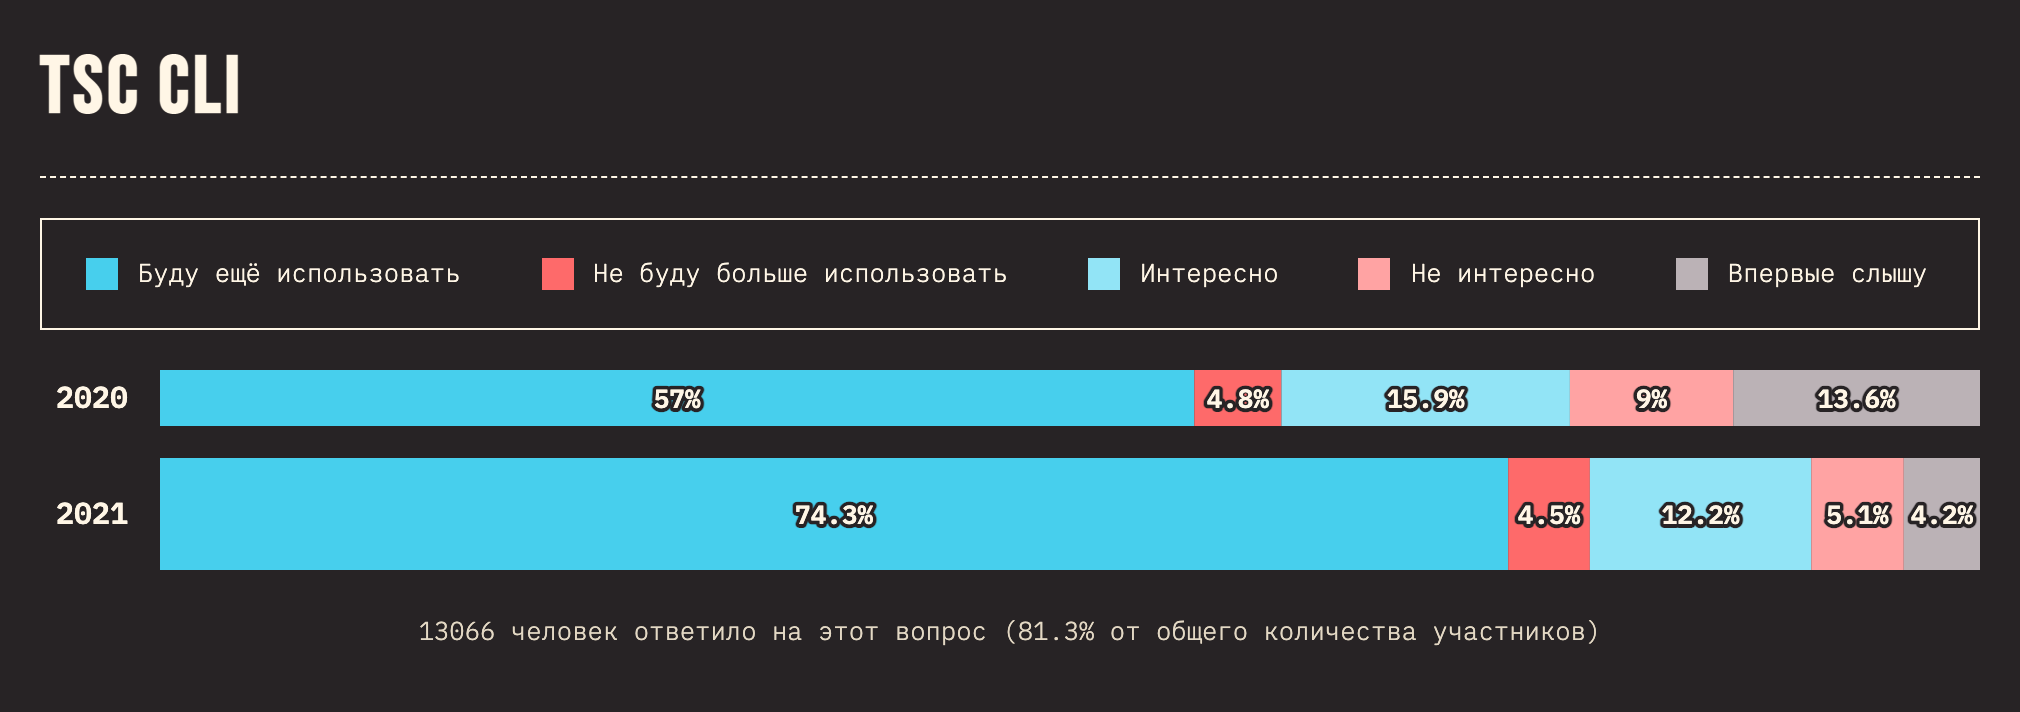 TSC CLI
Буду ещё использовать Не буду больше использовать Интересно Не интересно Впервые слышу
2020 57% 4.8% 15.9% 9% 13.6%
2021 74.3% 4.5% 12.2% 5.1% 4.2%
13066 человек ответило на этот вопрос (81.3% от общего количества участников)